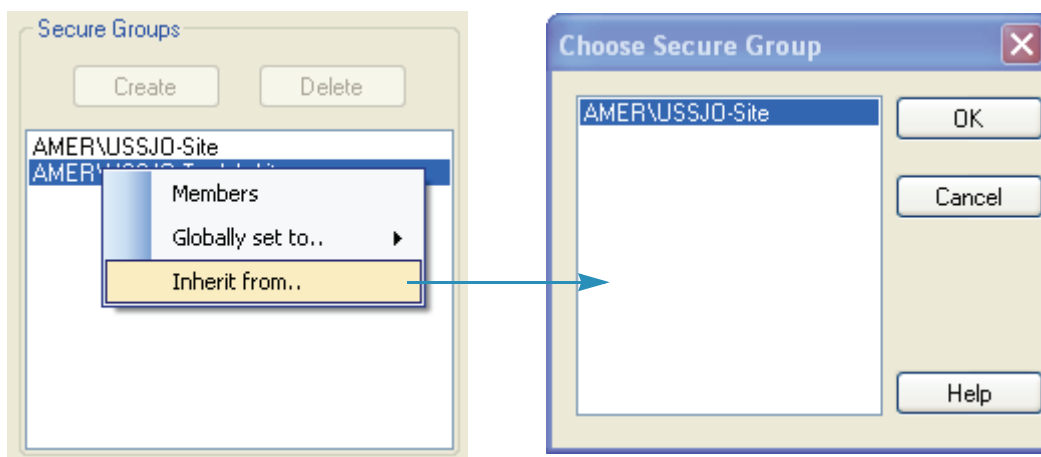 Secure Groups
Create Delete
AMER\USSJO-Site
Members
Globally set to..
Inherit from..
Choose Secure Group
AMER\USSJO-Site
OK
Cancel
Help